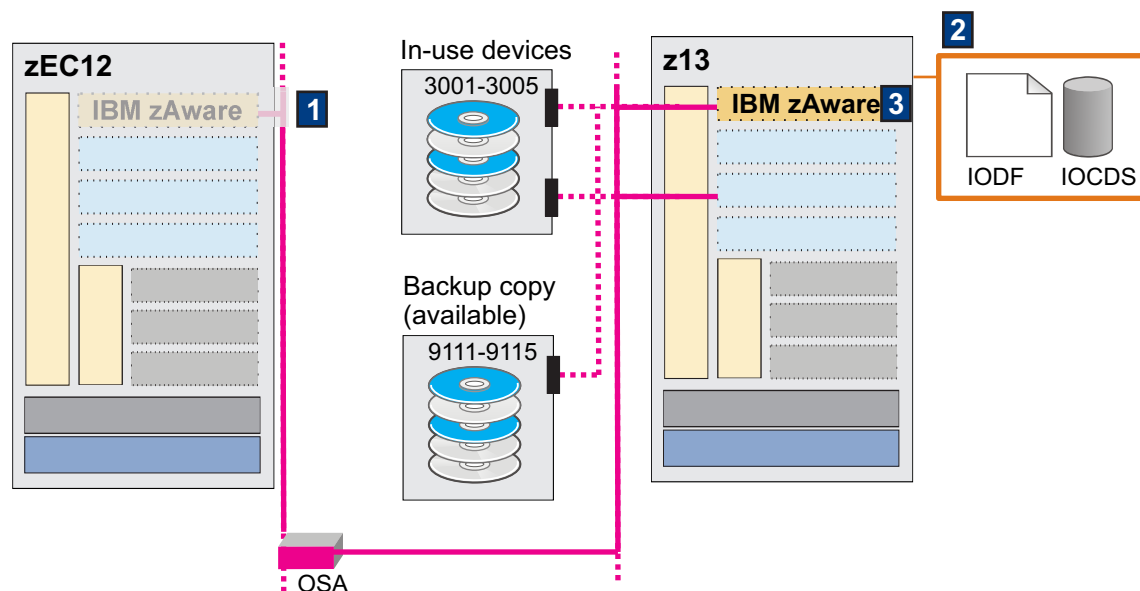 zEC12
IBM zAware
1
In-use devices
3001-3005
Backup copy
(available)
9111-9115
OSA
z13
IBM zAware
3
2
IODF
IOCDS